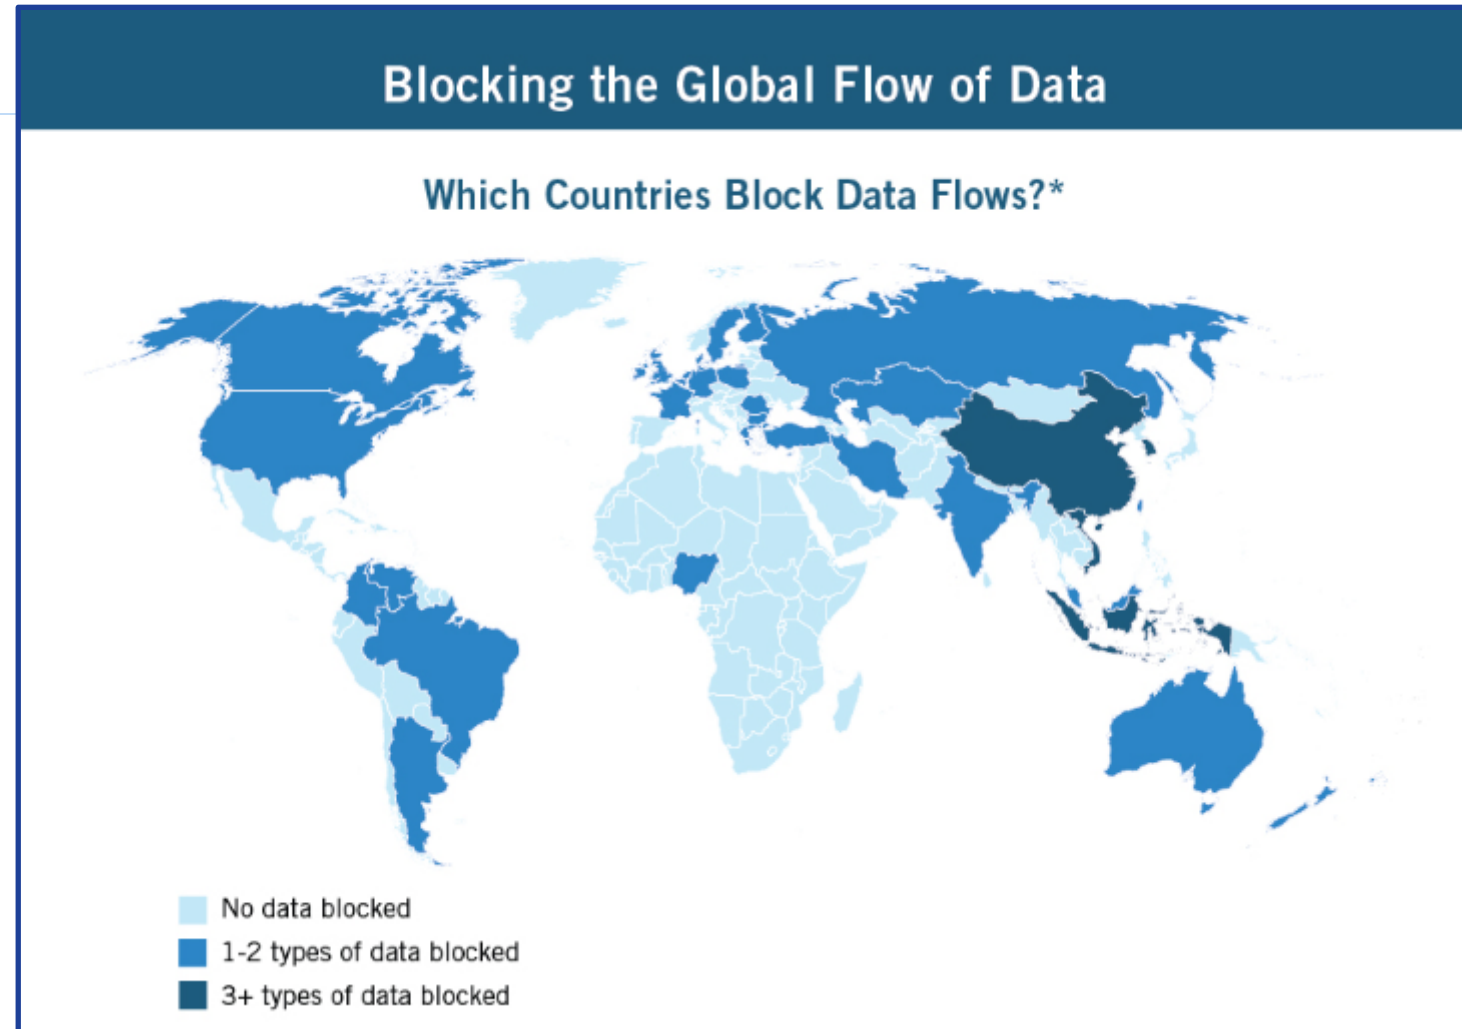 Blocking the Global Flow of Data
Which Countries Block Data Flows?*
No data blocked
1-2 types of data blocked
3+ types of data blocked